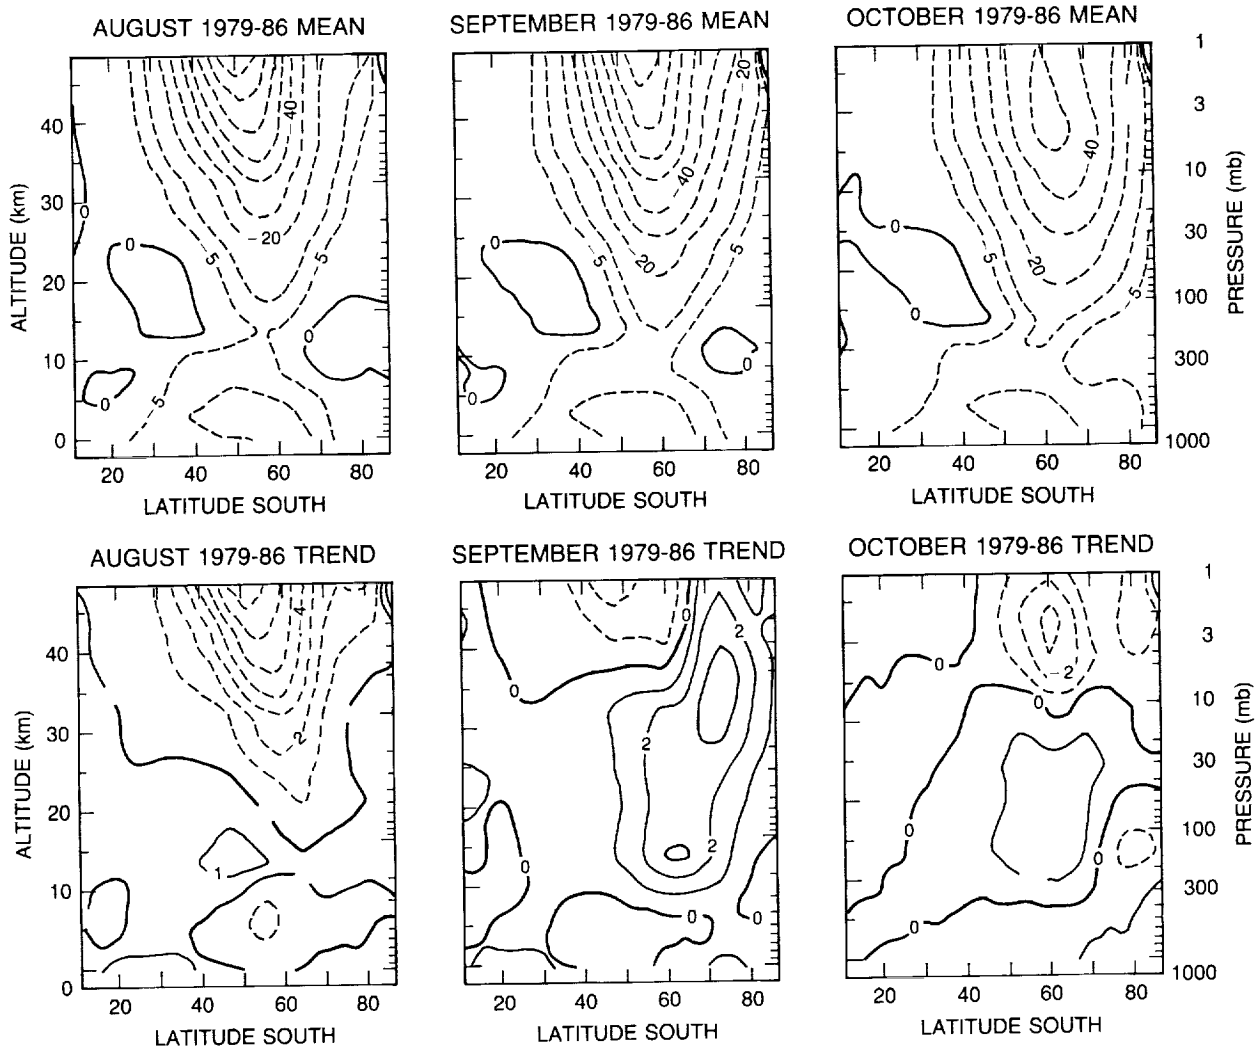 AUGUST 1979-86 MEAN
SEPTEMBER 1979-86 MEAN
OCTOBER 1979-86 MEAN
ALTITUDE (km)
40
30
20
10
0
40
-20
5
5
0
0
0
0
5
20 40 60 80
LATITUDE SOUTH
20
40
20
5
5
0
0
0
20 40 60 80
LATITUDE SOUTH
40
20
5
5
0
0
20 40 60 80
LATITUDE SOUTH
1
3
10
30
100
300
1000
PRESSURE (mb)
AUGUST 1979-86 TREND
SEPTEMBER 1979-86 TREND
OCTOBER 1979-86 TREND
ALTITUDE (km)
40
30
20
10
0
4
2
1
20 40 60 80
LATITUDE SOUTH
0
2
0
2
2
0
0
0
20 40 60 80
LATITUDE SOUTH
0
-2
0
0
0
0
20 40 60 80
LATITUDE SOUTH
1
3
10
30
100
300
1000
PRESSURE (mb)